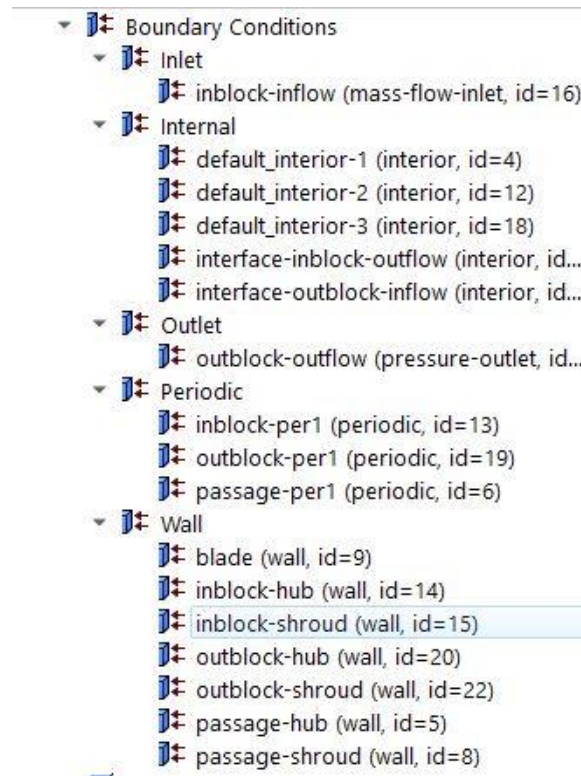 Boundary Conditions
Inlet
inblock-inflow (mass-flow-inlet, id=16)
Internal
default_interior-1 (interior, id=4)
default_interior-2 (interior, id=12)
default_interior-3 (interior, id=18)
interface-inblock-outflow (interior, id...
interface-outblock-inflow (interior, id...
Outlet
outblock-outflow (pressure-outlet, id...
Periodic
inblock-per1 (periodic, id=13)
outblock-per1 (periodic, id=19)
passage-per1 (periodic, id=6)
Wall
blade (wall, id=9)
inblock-hub (wall, id=14)
inblock-shroud (wall, id=15)
outblock-hub (wall, id=20)
outblock-shroud (wall, id=22)
passage-hub (wall, id=5)
passage-shroud (wall, id=8)